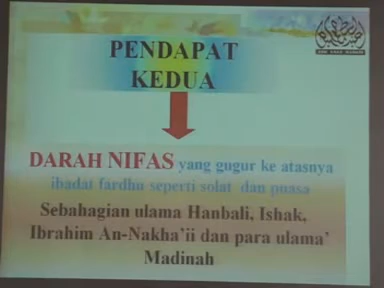 PENDAPAT
KEDUA
DARAH NIFAS yang gugur ke atasnya
ibadat fardhu seperti solat dan puasa
Sebahagian ulama Hanbali, Ishak,
Ibrahim An-Nakha'ii dan para ulama'
Madinah